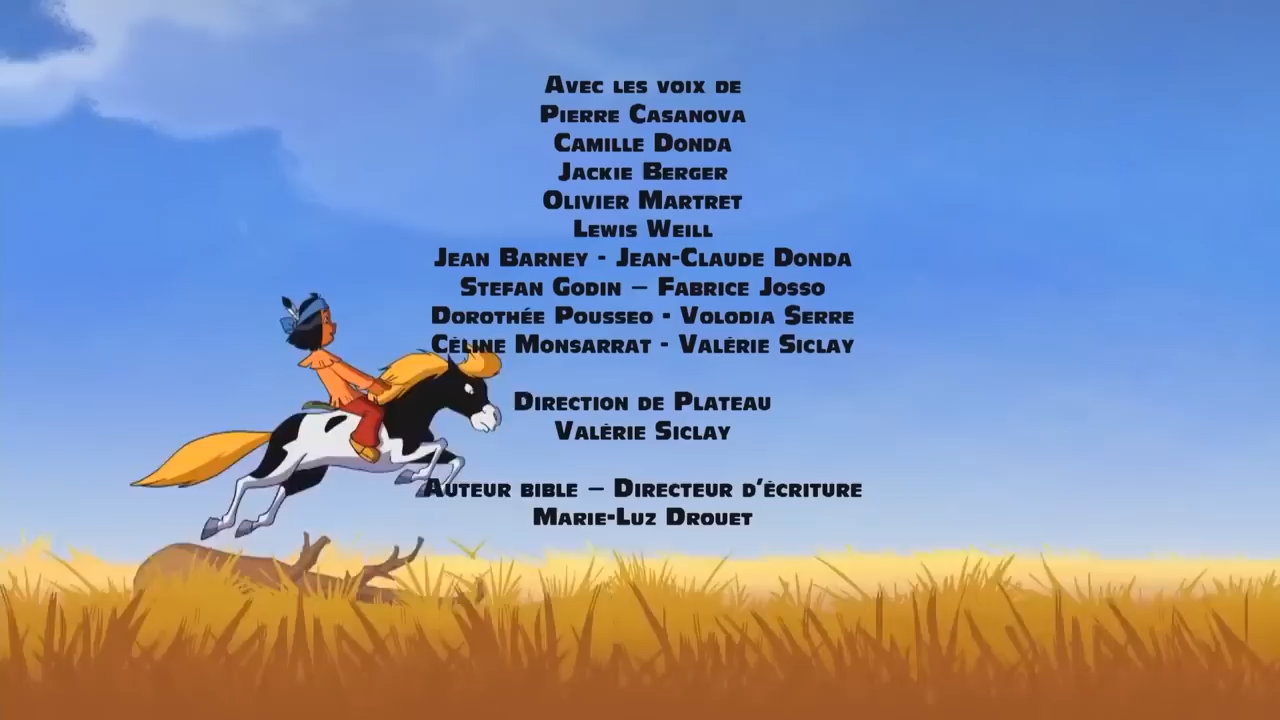 Avec les voix de
Pierre Casanova
Camille Donda
Jackie Berger
Olivier Martret
Lewis Weill
Jean Barney - Jean-Claude Donda
Stefan Godin – Fabrice Josso
Dorothée Pousseo - Volodia Serre
Céline Monsarrat - Valérie Siclay
Direction de Plateau
Valérie Siclay
Auteur bible – Directeur d'écriture
Marie-Luz Drouet